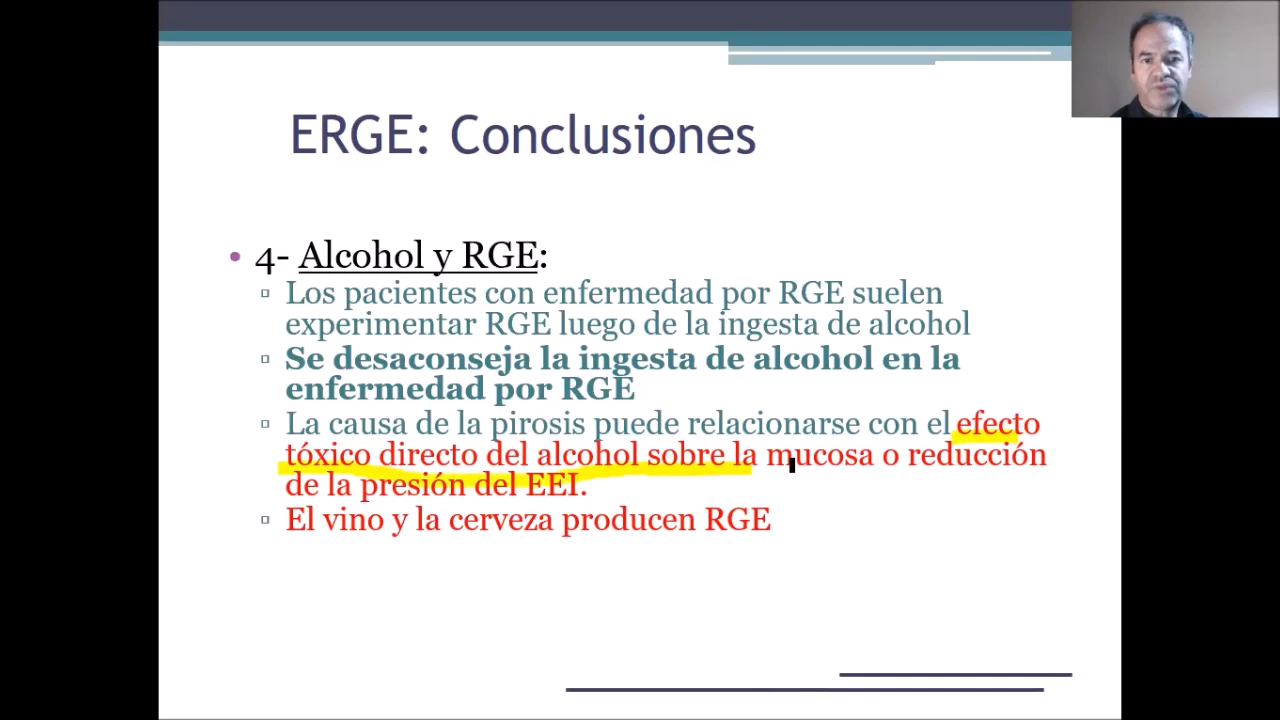 ERGE: Conclusiones
• 4- Alcohol y RGE:
▫ Los pacientes con enfermedad por RGE suelen
experimentar RGE luego de la ingesta de alcohol
▫ Se desaconseja la ingesta de alcohol en la
enfermedad por RGE
▫ La causa de la pirosis puede relacionarse con el efecto
tóxico directo del alcohol sobre la mucosa o reducción
de la presión del EEI.
▫ El vino y la cerveza producen RGE